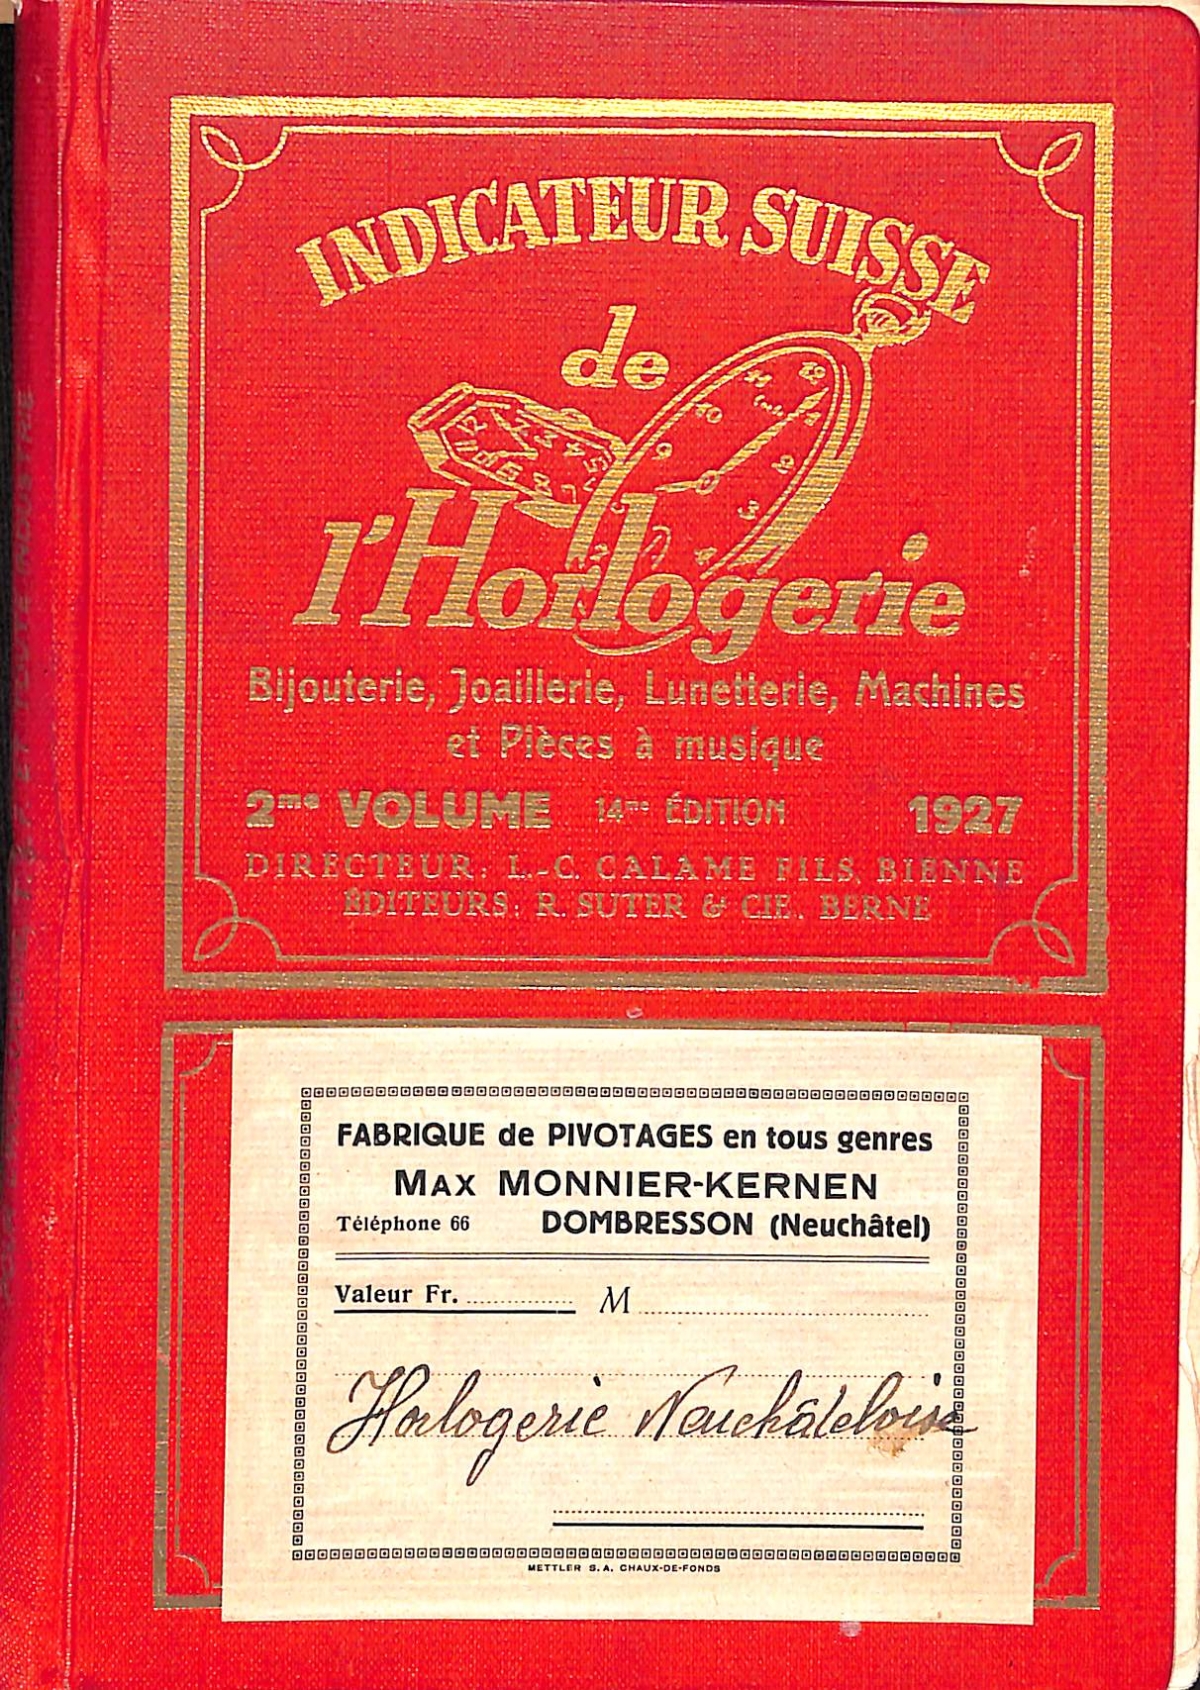 INDICATEUR SUISSE
de
l'Horlogerie
Bijouterie, Joaillerie, Lunetterie, Machines
et Pièces à musique
2me VOLUME 14me ÉDITION 1927
DIRECTEUR: L.-C. CALAME FILS, BIENNE
ÉDITEURS: R. SUTER & CIE., BERNE
FABRIQUE de PIVOTAGES en tous genres
MAX MONNIER-KERNEN
Téléphone 66 DOMBRESSON (Neuchâtel)
Valeur Fr. M
Horlogerie Neuchâteloise
METTLER S.A. CHAUX-DE-FONDS